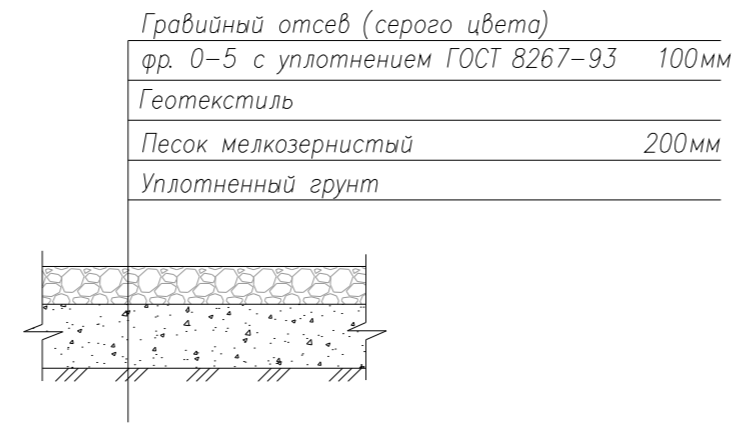 Гравийный отсев (серого цвета)
фр. 0-5 с уплотнением ГОСТ 8267-93 100мм
Геотекстиль
Песок мелкозернистый 200мм
Уплотненный грунт